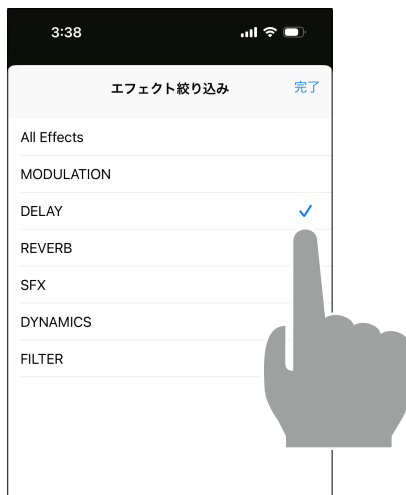 3:38
エフェクト絞り込み 完了
All Effects
MODULATION
DELAY
REVERB
SFX
DYNAMICS
FILTER